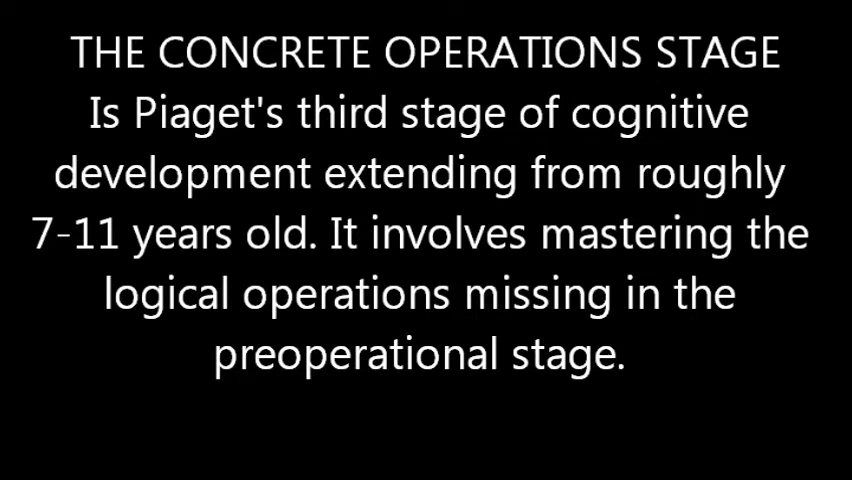 THE CONCRETE OPERATIONS STAGE
Is Piaget's third stage of cognitive
development extending from roughly
7-11 years old. It involves mastering the
logical operations missing in the
preoperational stage.